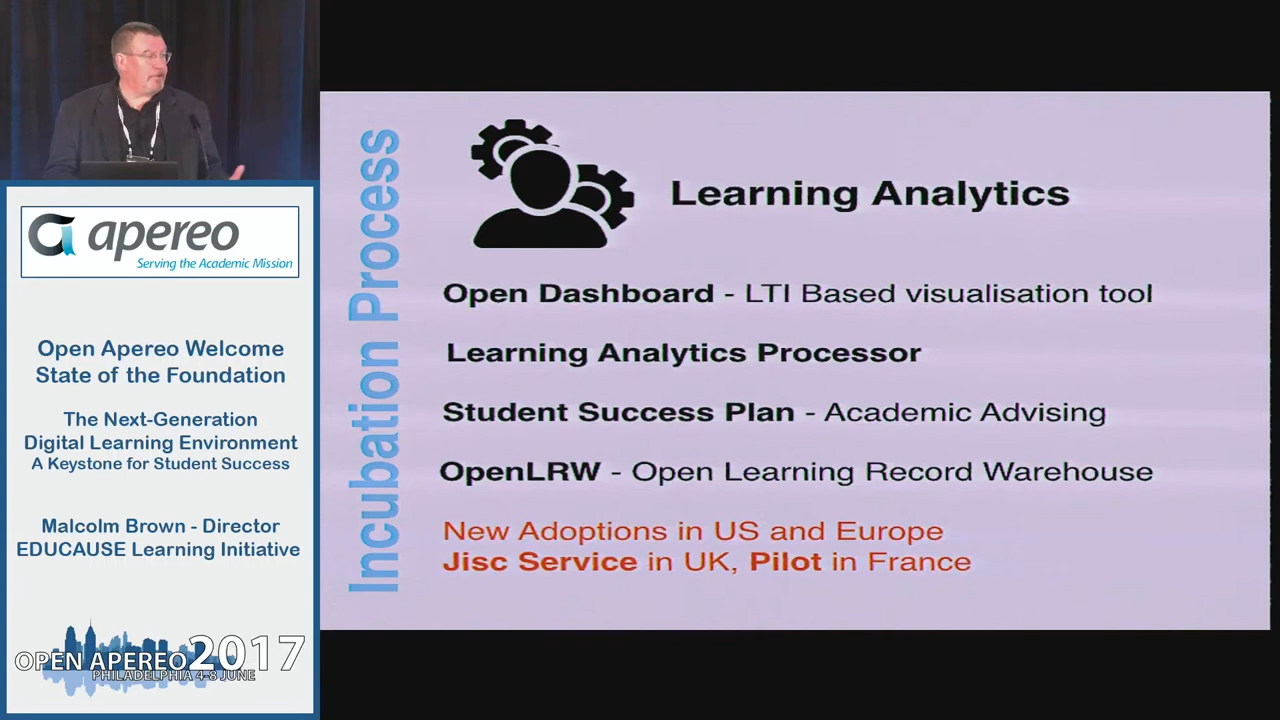 apereo
Serving the Academic Mission
Open Apereo Welcome
State of the Foundation
The Next-Generation
Digital Learning Environment
A Keystone for Student Success
Malcolm Brown - Director
EDUCAUSE Learning Initiative
OPEN APEREO 2017
PHILADELPHIA 4-8 JUNE
Incubation Process
Learning Analytics
Open Dashboard - LTI Based visualisation tool
Learning Analytics Processor
Student Success Plan - Academic Advising
OpenLRW - Open Learning Record Warehouse
New Adoptions in US and Europe
Jisc Service in UK, Pilot in France